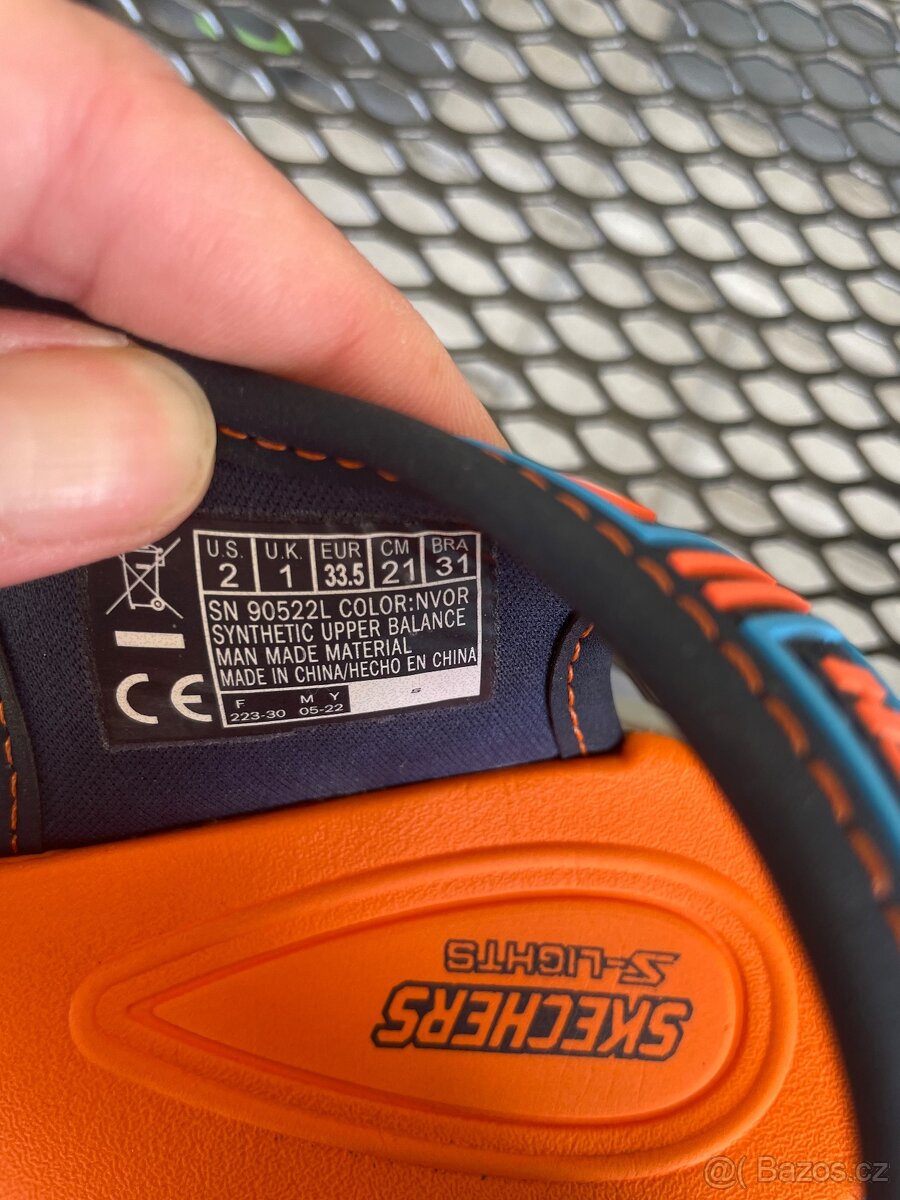 U.S. U.K. EUR CM BRA
2 1 33.5 21 31
SN 90522L COLOR:NVOR
SYNTHETIC UPPER BALANCE
MAN MADE MATERIAL
MADE IN CHINA/HECHO EN CHINA
F M Y
223-30 05-22
CE
S-LIGHTS
SKECHERS
Bazos.cz